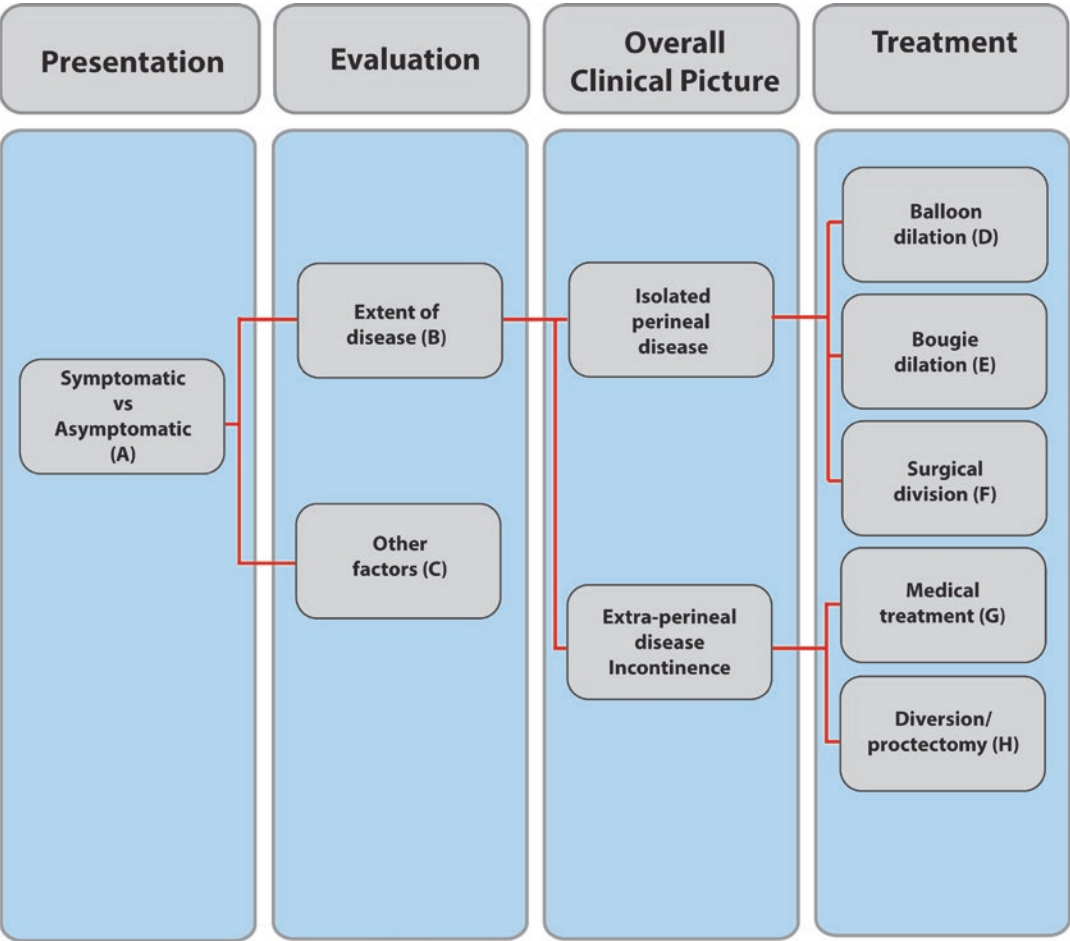 Presentation
Evaluation
Overall
Clinical Picture
Treatment
Symptomatic
vs
Asymptomatic
(A)
Extent of
disease (B)
Other
factors (C)
Isolated
perineal
disease
Extra-perineal
disease
Incontinence
Balloon
dilation (D)
Bougie
dilation (E)
Surgical
division (F)
Medical
treatment (G)
Diversion/
proctectomy (H)